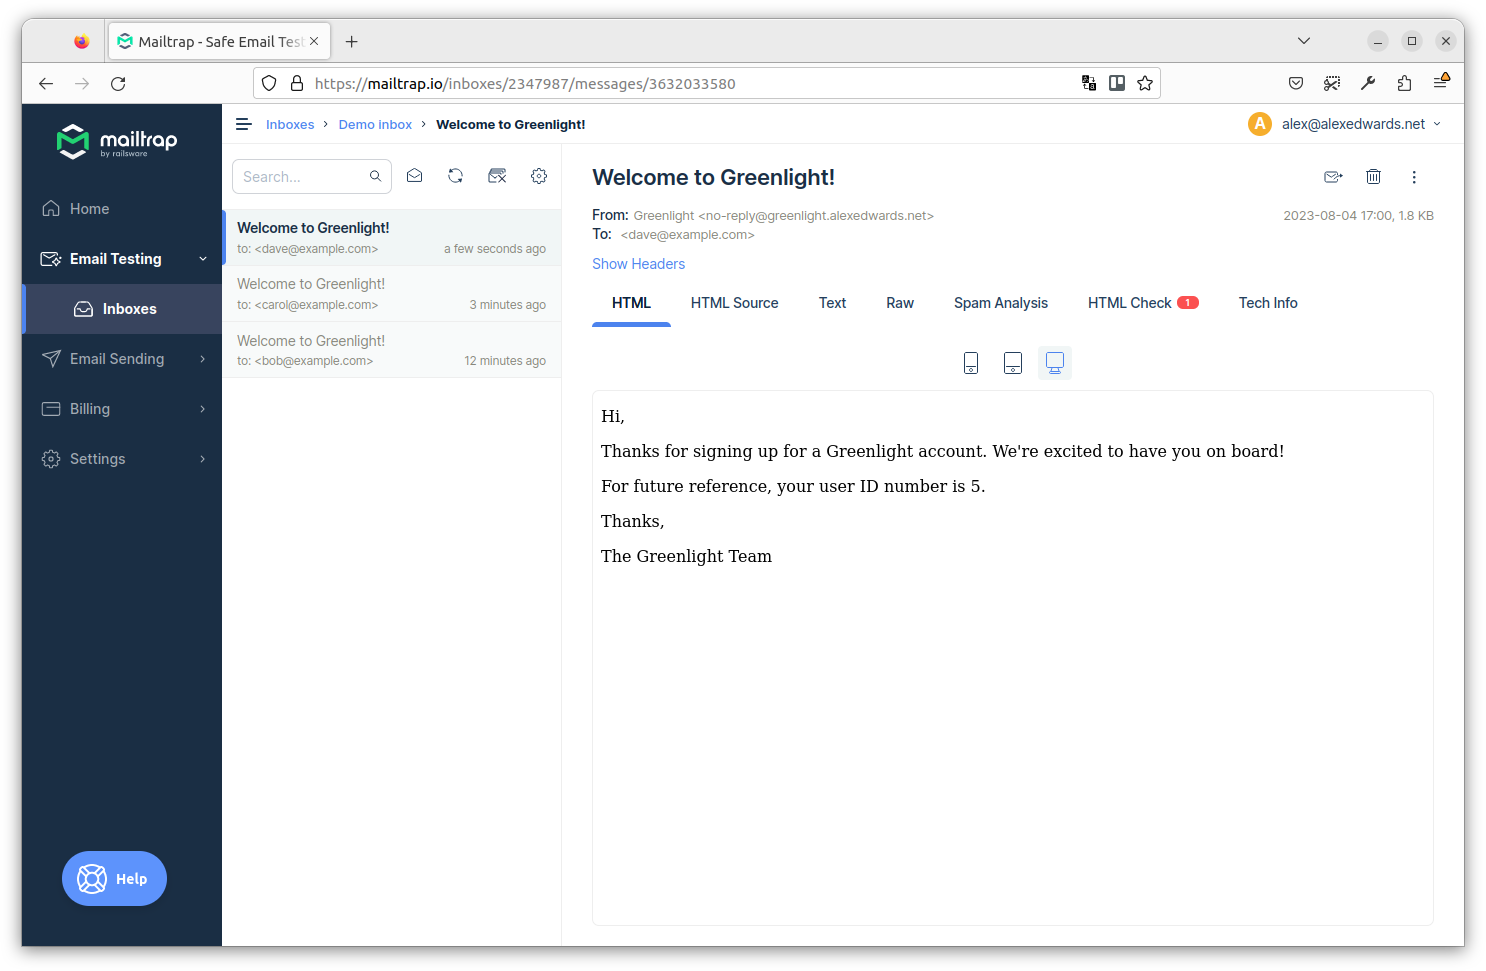 Mailtrap - Safe Email Test
https://mailtrap.io/inboxes/2347987/messages/3632033580
mailtrap
by railsware
Home
Email Testing
Inboxes
Email Sending
Billing
Settings
Help
Inboxes > Demo Inbox > Welcome to Greenlight!
A alex@alexedwards.net
Search...
Welcome to Greenlight!
to: <dave@example.com> a few seconds ago
Welcome to Greenlight!
to: <carol@example.com> 3 minutes ago
Welcome to Greenlight!
to: <bob@example.com> 12 minutes ago
Welcome to Greenlight!
From: Greenlight <no-reply@greenlight.alexedwards.net> 2023-08-04 17:00, 1.8 KB
To: <dave@example.com>
Show Headers
HTML HTML Source Text Raw Spam Analysis HTML Check 1 Tech Info
Hi,
Thanks for signing up for a Greenlight account. We're excited to have you on board!
For future reference, your user ID number is 5.
Thanks,
The Greenlight Team